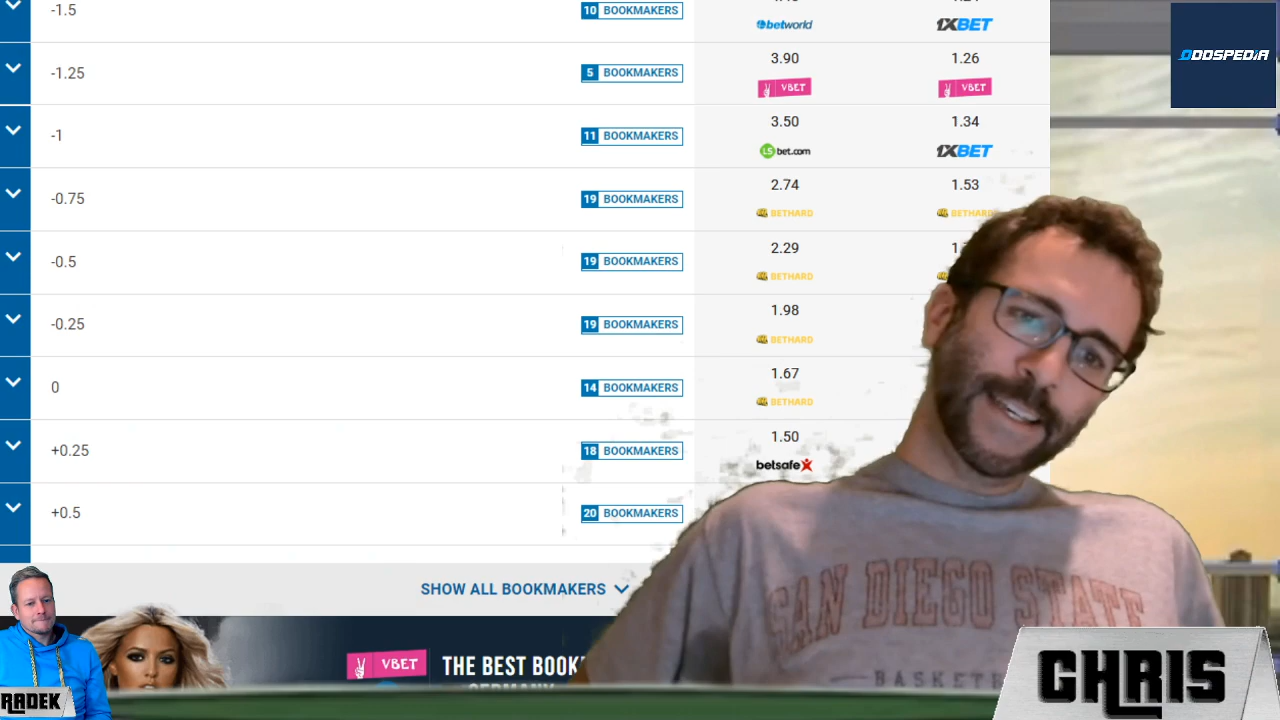 -1.5 10 BOOKMAKERS
betworld 1XBET
ODDSPEDIA
-1.25 5 BOOKMAKERS 3.90 1.26
VBET VBET
-1 11 BOOKMAKERS 3.50 1.34
LSbet.com 1XBET
-0.75 19 BOOKMAKERS 2.74 1.53
BETHARD BETHARD
-0.5 19 BOOKMAKERS 2.29
BETHARD
-0.25 19 BOOKMAKERS 1.98
BETHARD
0 14 BOOKMAKERS 1.67
BETHARD
+0.25 18 BOOKMAKERS 1.50
betsafe
+0.5 20 BOOKMAKERS
SHOW ALL BOOKMAKERS
VBET THE BEST BOOK
GERMANY
SAN DIEGO STATE
BASKET
RADEK
CHRIS